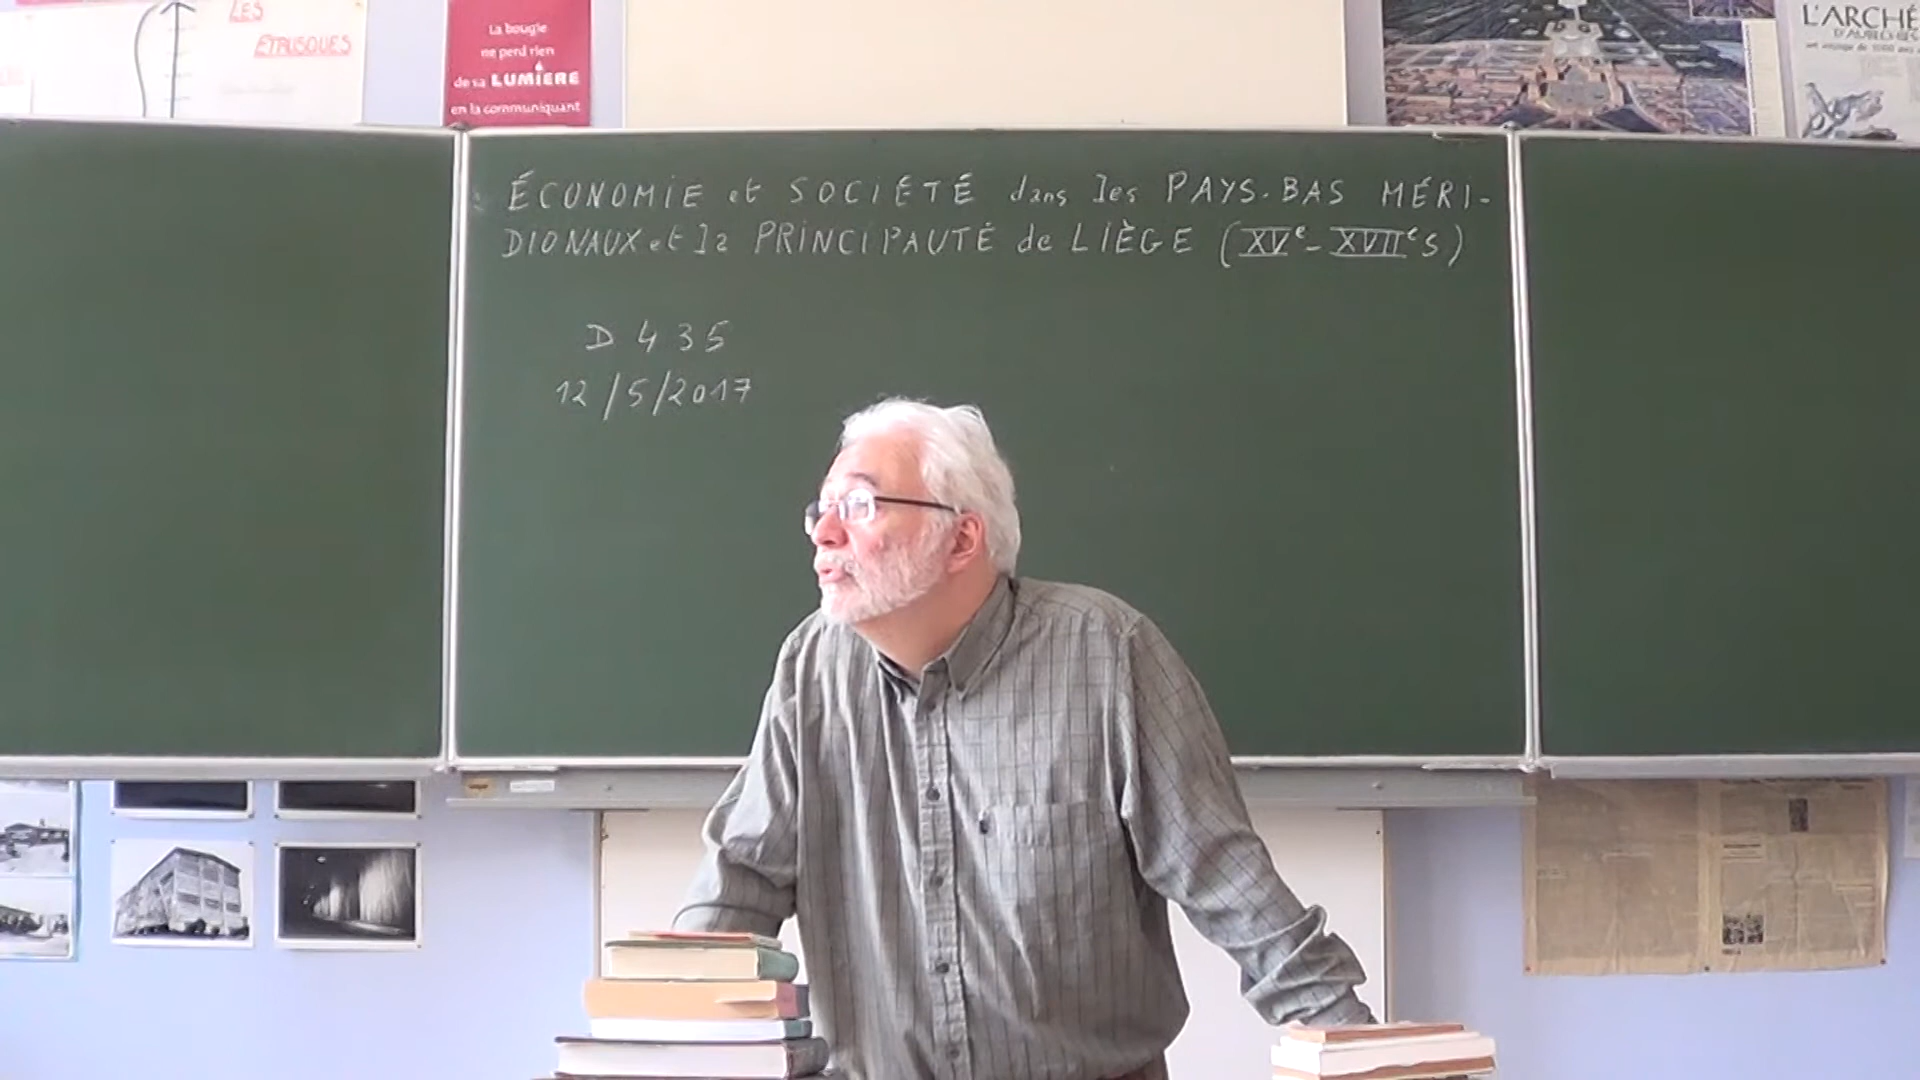 LES
ÉTRUSQUES
La bougie
ne perd rien
de sa LUMIÈRE
en la communiquant
L'ARCHÉ
D'AUBECHIES
ÉCONOMIE et SOCIÉTÉ dans les PAYS-BAS MÉRI-
DIONAUX et la PRINCIPAUTÉ de LIÈGE (XVe-XVIIe S)
D 435
12/5/2017